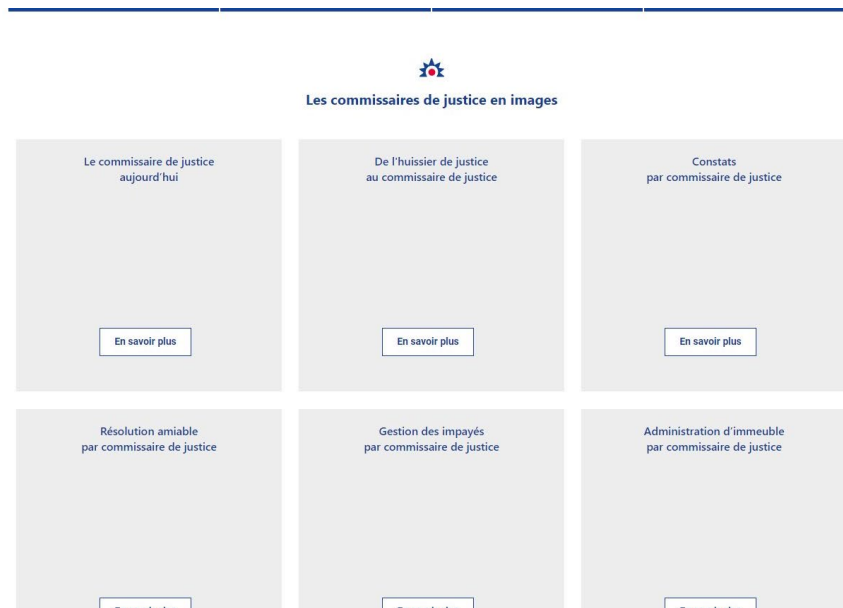 Les commissaires de justice en images
Le commissaire de justice
aujourd'hui
En savoir plus
De l'huissier de justice
au commissaire de justice
En savoir plus
Constats
par commissaire de justice
En savoir plus
Résolution amiable
par commissaire de justice
Gestion des impayés
par commissaire de justice
Administration d'immeuble
par commissaire de justice